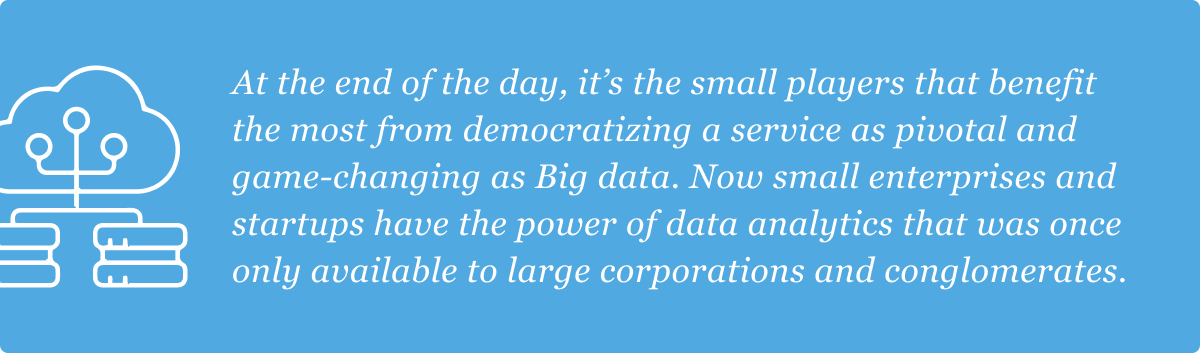 At the end of the day, it’s the small players that benefit
the most from democratizing a service as pivotal and
game-changing as Big data. Now small enterprises and
startups have the power of data analytics that was once
only available to large corporations and conglomerates.